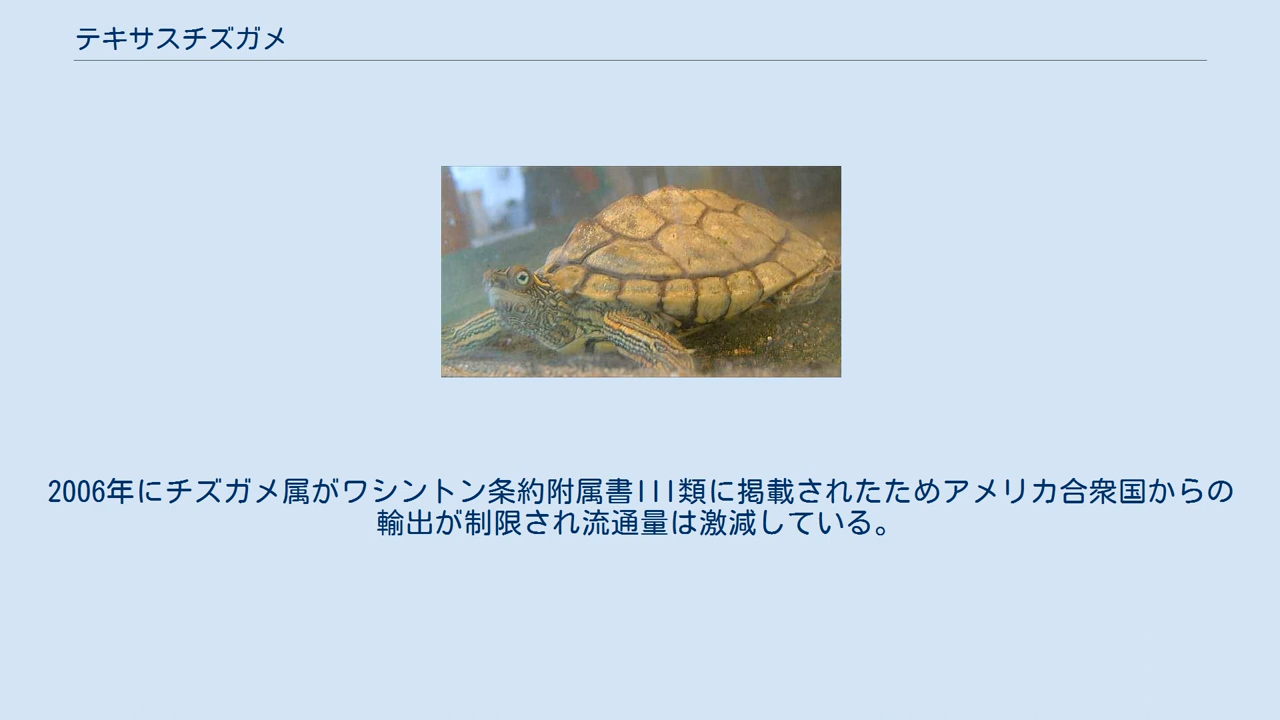 テキサスチズガメ
2006年にチズガメ属がワシントン条約附属書III類に掲載されたためアメリカ合衆国からの
輸出が制限され流通量は激減している。